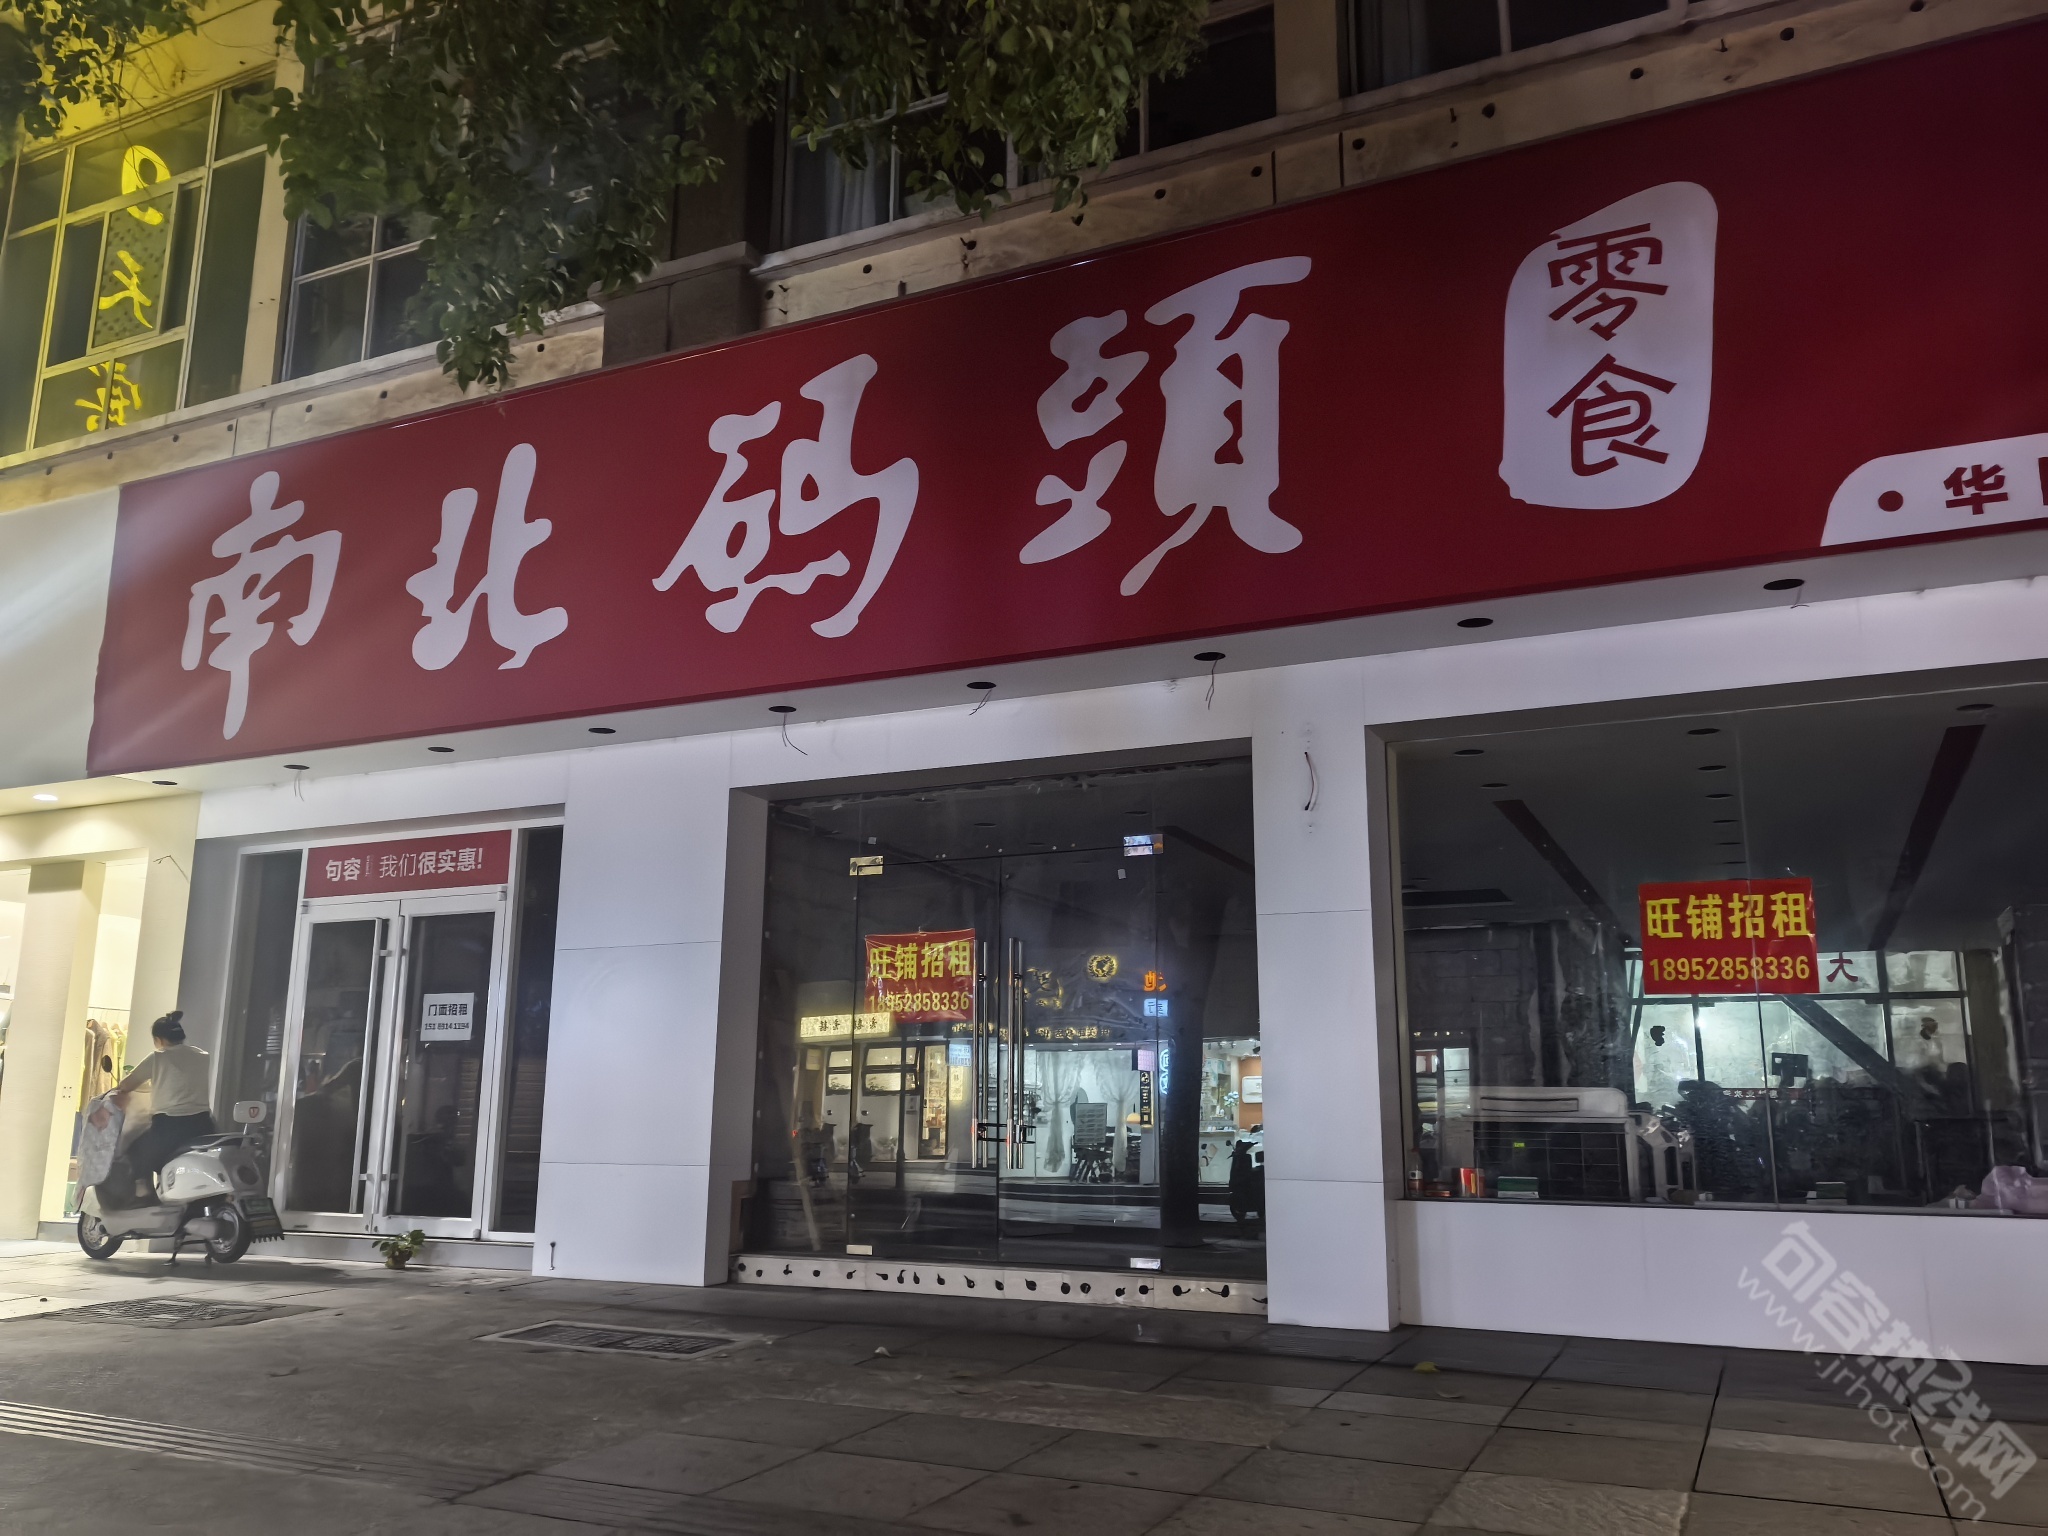 南北码頭
零食
·华
句容 我们很实惠!
门面招租
旺铺招租
18952858336
旺铺招租
18952858336
大
句容热线网
www.jrhot.com